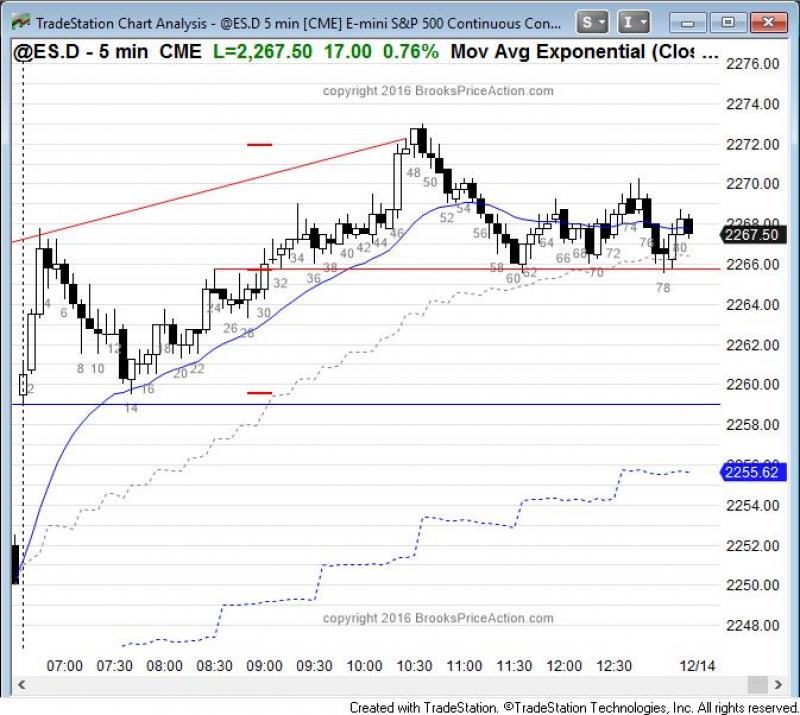 TradeStation Chart Analysis - @ES.D 5 min [CME] E-mini S&P 500 Continuous Con...
S I
@ES.D - 5 min CME L=2,267.50 17.00 0.76% Mov Avg Exponential (Clos ...
copyright 2016 BrooksPriceAction.com
2276.00
2274.00
2272.00
2270.00
2268.00
2267.50
2266.00
2264.00
2262.00
2260.00
2258.00
2256.00
2255.62
2254.00
2252.00
2250.00
2248.00
2 4 6 8 10 12 14 16 18 20 22 24 26 28 30 32 34 36 38 40 42 44 46 48 50 52 54 56 58 60 62 64 66 68 70 72 74 76 78 80
copyright 2016 BrooksPriceAction.com
07:00 07:30 08:00 08:30 09:00 09:30 10:00 10:30 11:00 11:30 12:00 12:30 12/14
Created with TradeStation. ©TradeStation Technologies, Inc. All rights reserved.